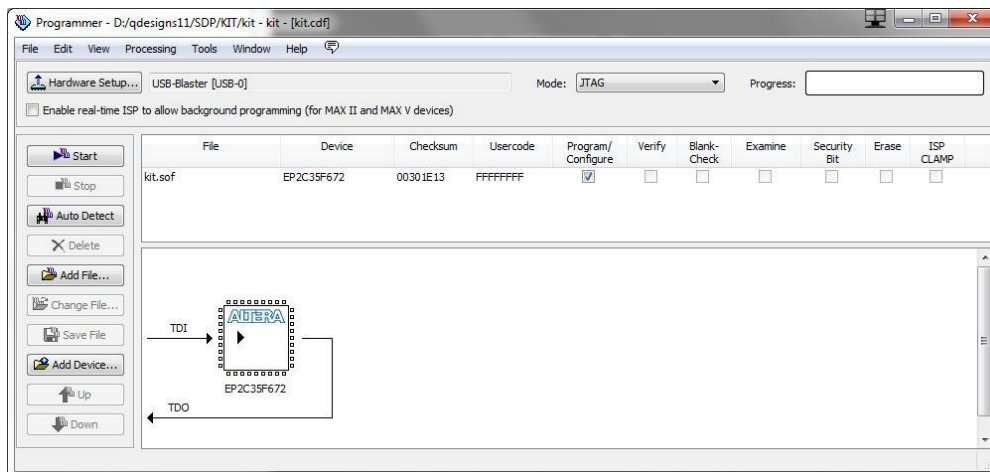 Programmer - D:/qdesigns11/SDP/KIT/kit - kit - [kit.cdf]
File Edit View Processing Tools Window Help
Hardware Setup... USB-Blaster [USB-0] Mode: JTAG Progress:
Enable real-time ISP to allow background programming (for MAX II and MAX V devices)
Start
Stop
Auto Detect
Delete
Add File...
Change File...
Save File
Add Device...
Up
Down
File Device Checksum Usercode Program/ Configure Verify Blank- Check Examine Security Bit Erase ISP CLAMP
kit.sof EP2C35F672 00301E13 FFFFFFFF
ALTERA
TDI
EP2C35F672
TDO